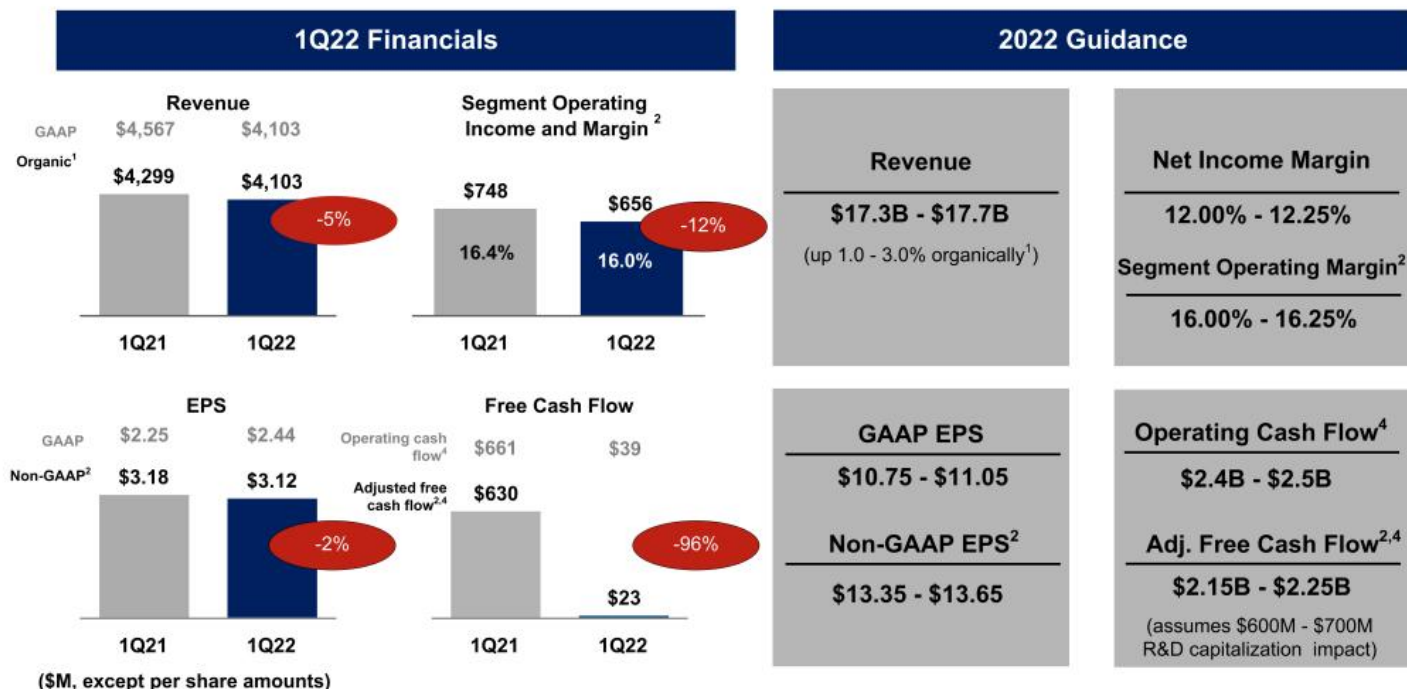 1Q22 Financials
2022 Guidance
Revenue
GAAP $4,567 $4,103
Organic1
$4,299 $4,103
-5%
1Q21 1Q22
Segment Operating
Income and Margin 2
$748 $656
-12%
16.4% 16.0%
1Q21 1Q22
EPS
GAAP $2.25 $2.44
Non-GAAP2 $3.18 $3.12
-2%
1Q21 1Q22
Free Cash Flow
Operating cash
flow4
$661 $39
Adjusted free
cash flow2,4
$630
-96%
$23
1Q21 1Q22
($M, except per share amounts)
Revenue
$17.3B - $17.7B
(up 1.0 - 3.0% organically1)
Net Income Margin
12.00% - 12.25%
Segment Operating Margin2
16.00% - 16.25%
GAAP EPS
$10.75 - $11.05
Non-GAAP EPS2
$13.35 - $13.65
Operating Cash Flow4
$2.4B - $2.5B
Adj. Free Cash Flow2,4
$2.15B - $2.25B
(assumes $600M - $700M
R&D capitalization impact)